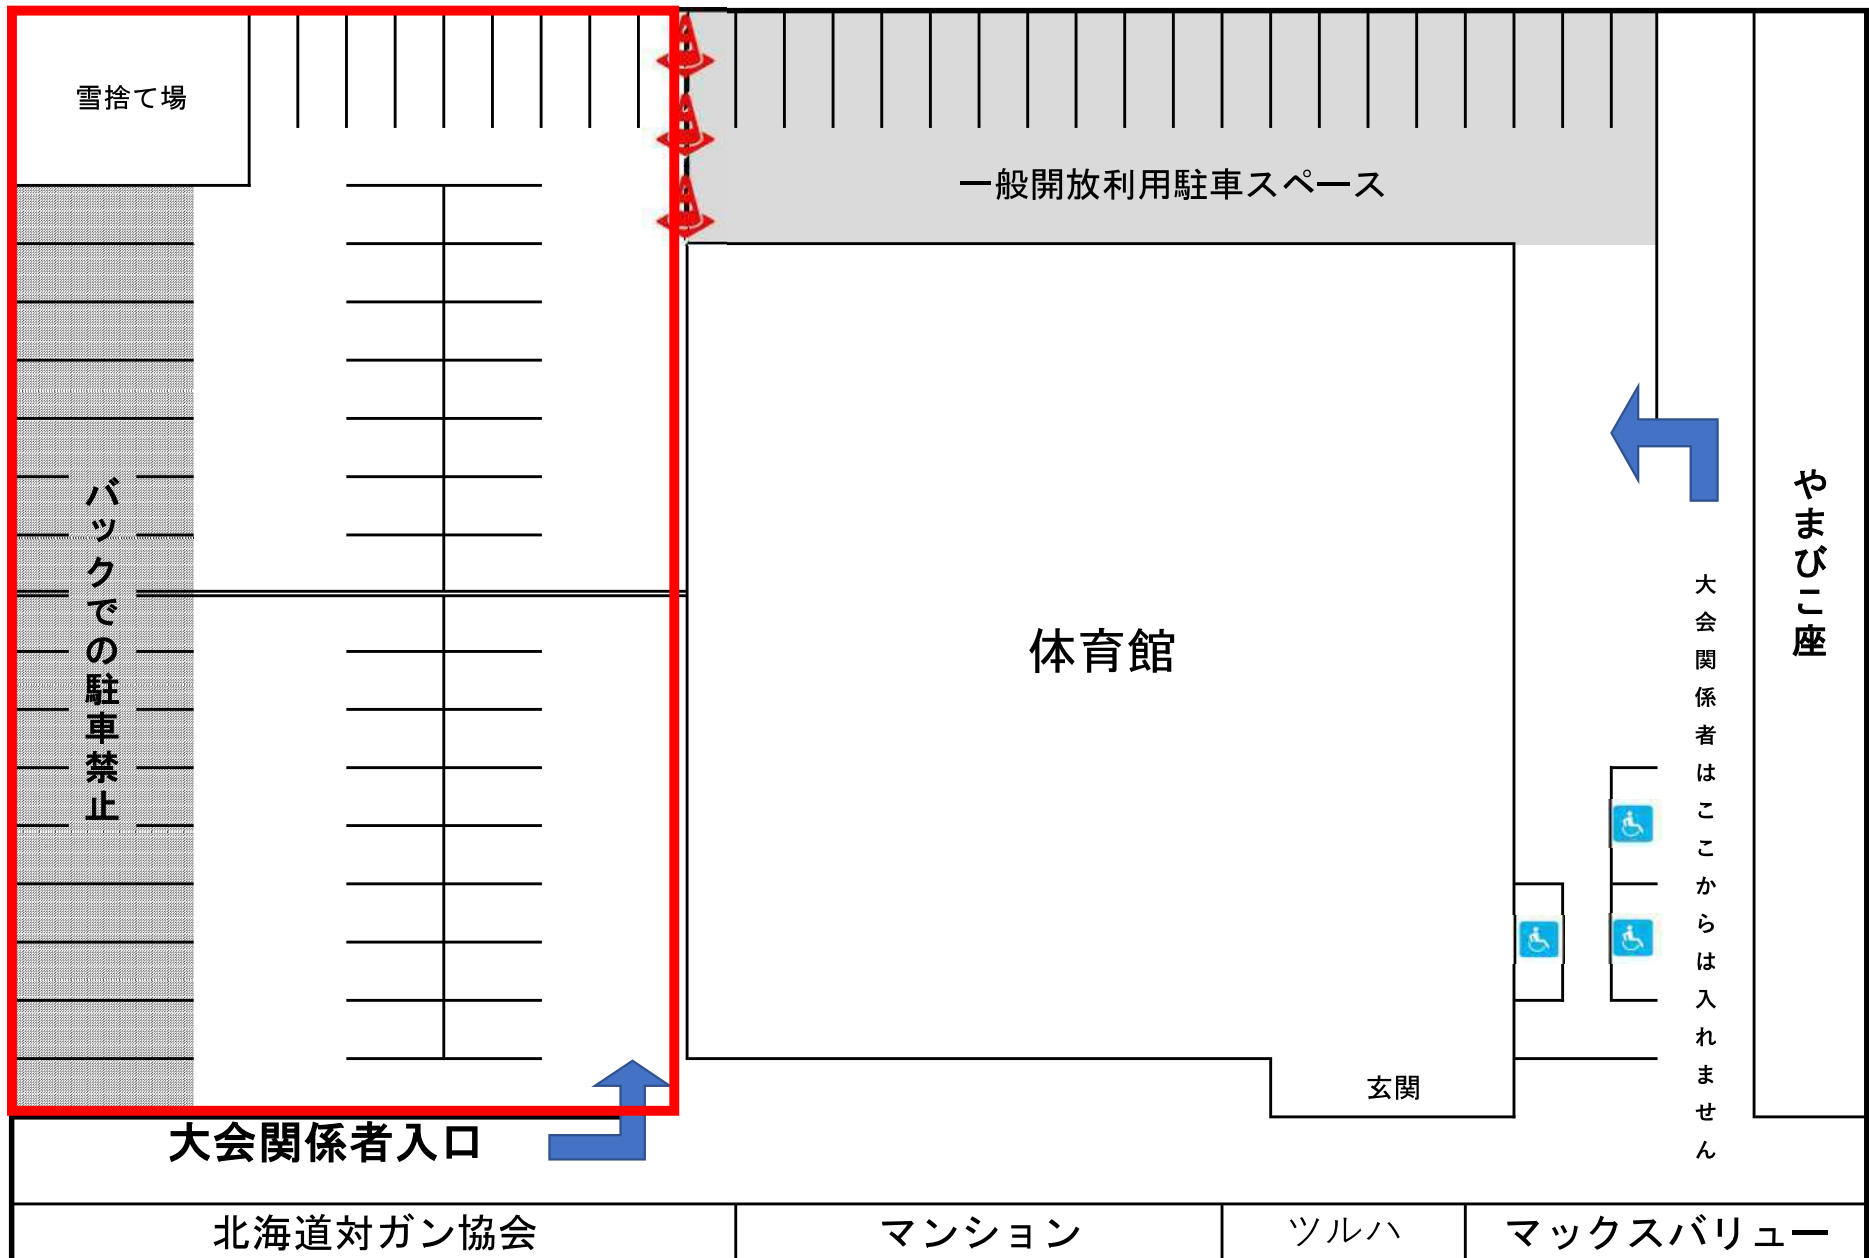 雪捨て場
一般開放利用駐車スペース
バックでの駐車禁止
体育館
やまびこ座
大会関係者はここからは入れません
玄関
大会関係者入口
北海道対ガン協会
マンション
ツルハ
マックスバリュー